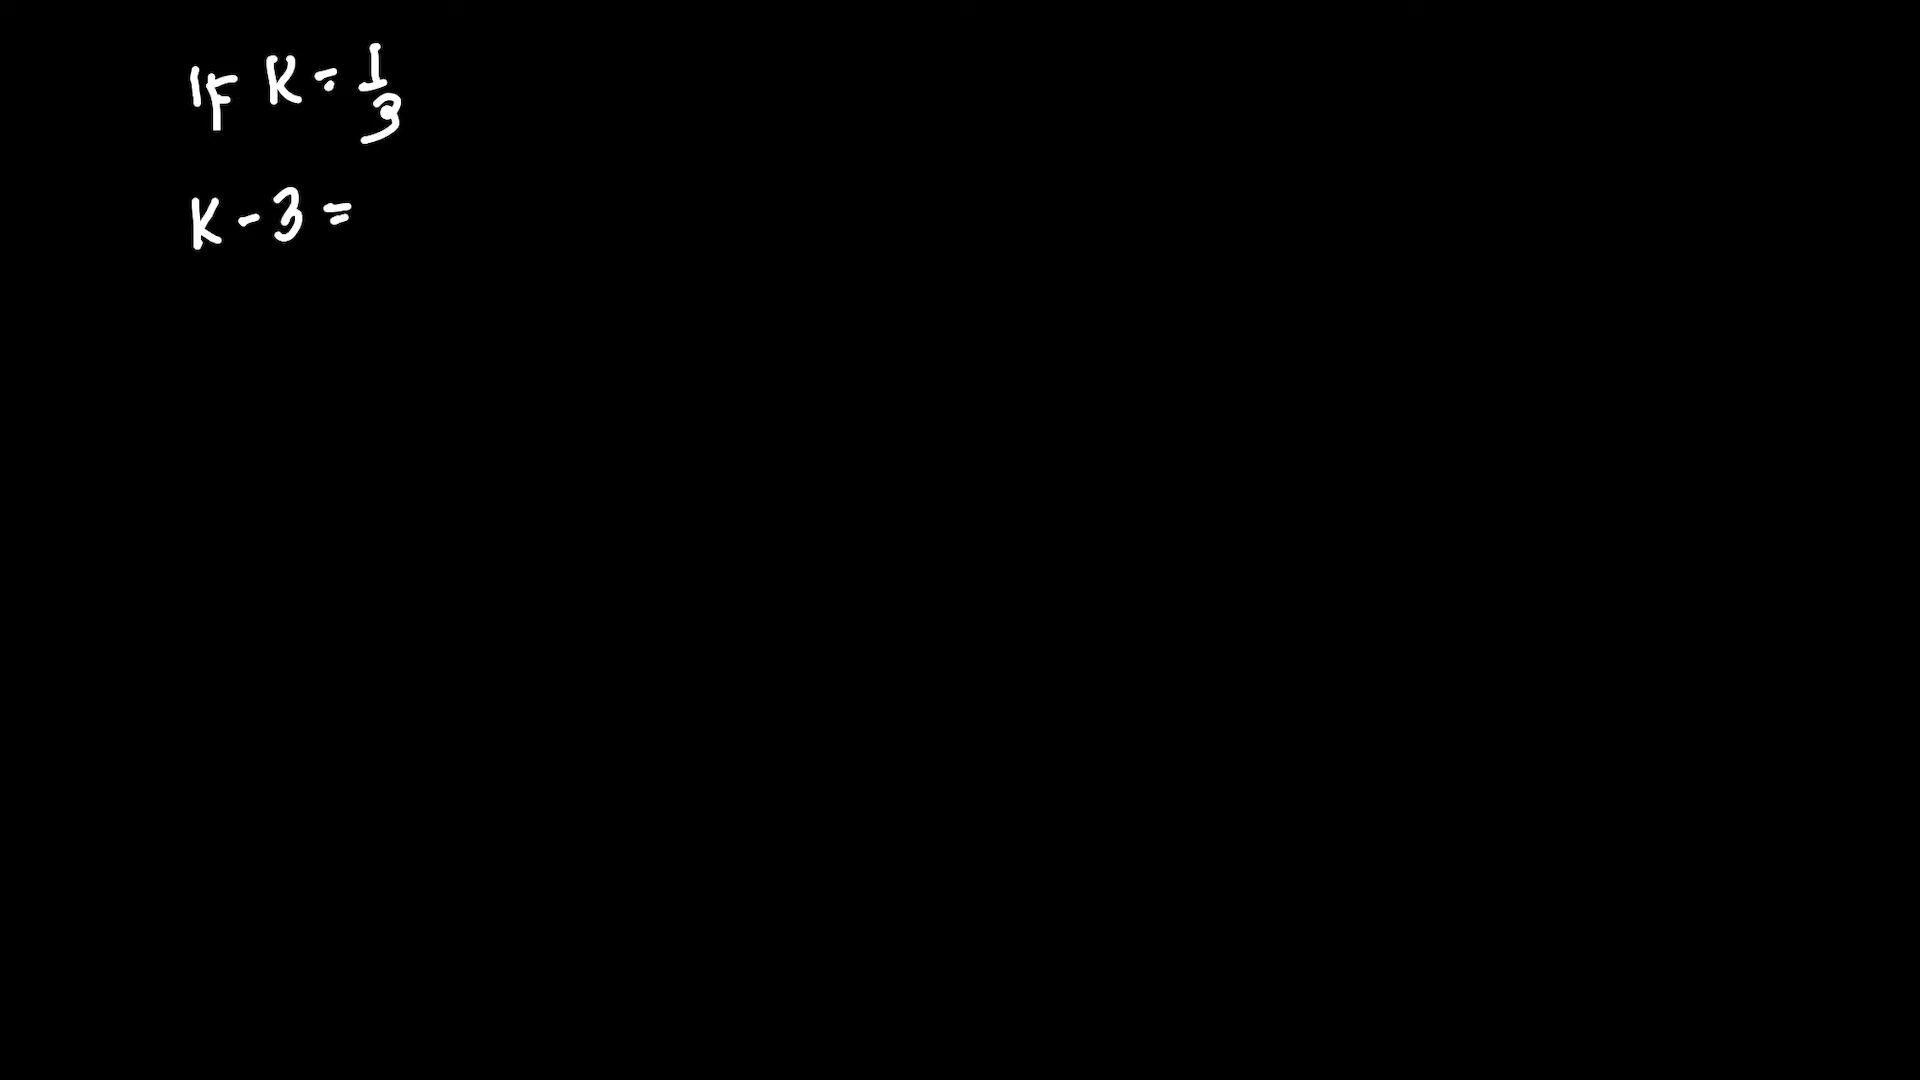 If K = 1/3
K - 3 =